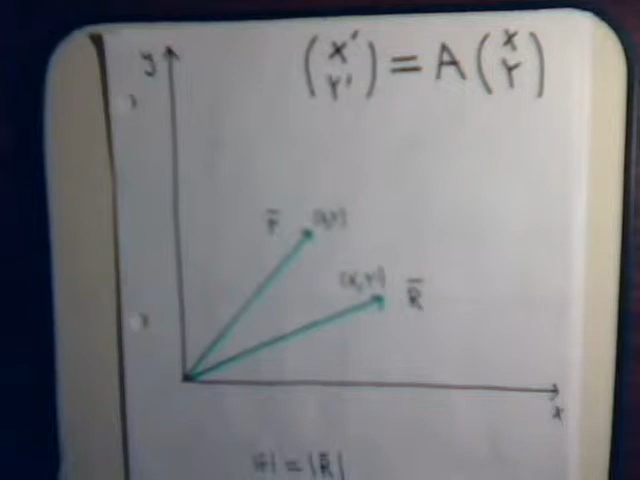 (x' y') = A (x y)
y
r̄
(x,y) R̄
x
|r̄| = |R̄|